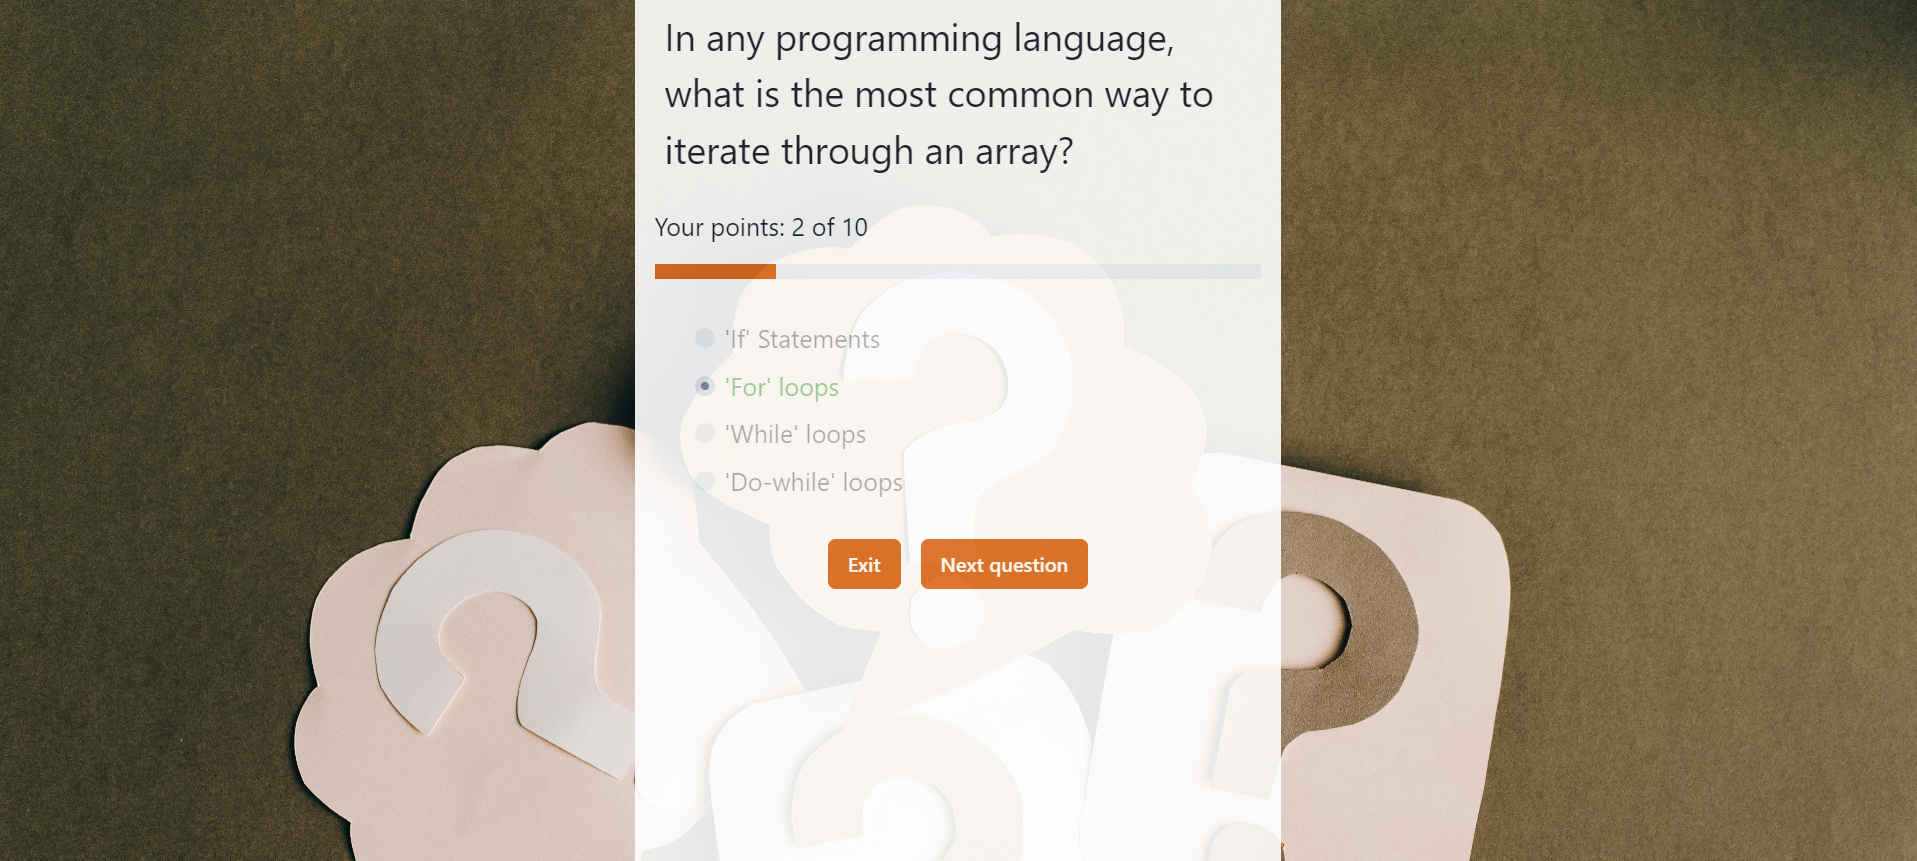 In any programming language,
what is the most common way to
iterate through an array?
Your points: 2 of 10
'If' Statements
'For' loops
'While' loops
'Do-while' loops
Exit
Next question